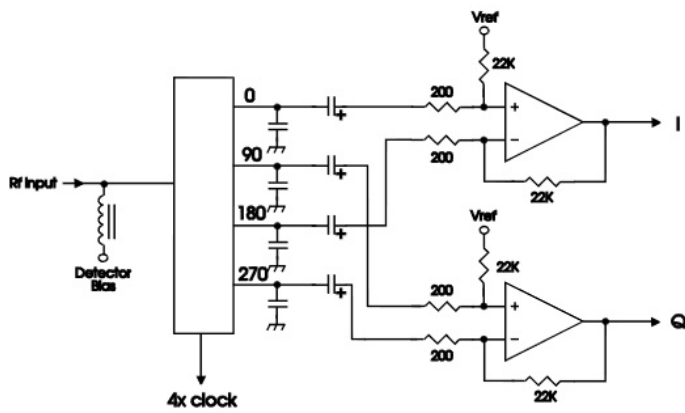 Vref
22K
0
200
+
+
I
200
−
90
+
22K
Rf Input
180
+
Vref
Detector
Bias
270
+
22K
200
+
Q
200
−
22K
4x clock